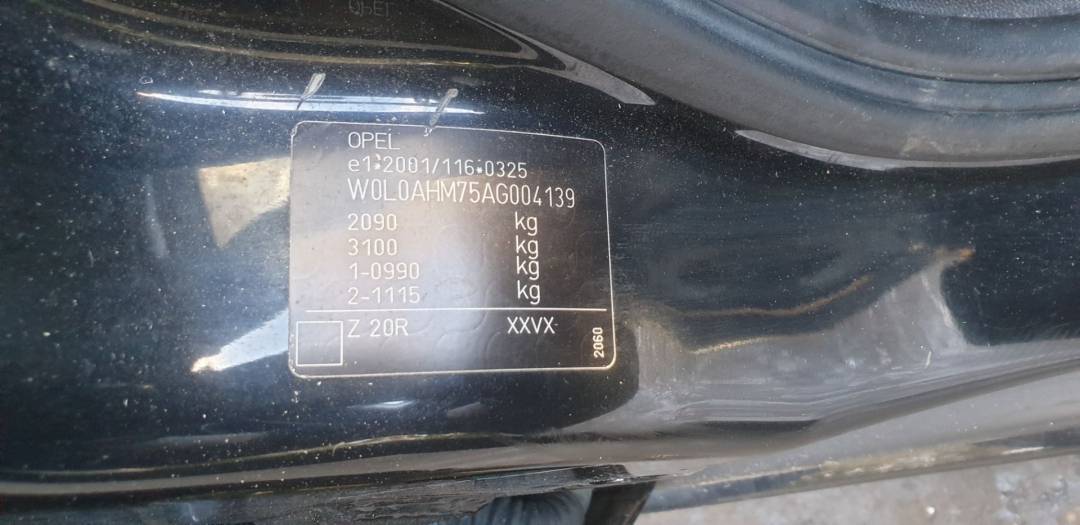 OPEL
e1*2001/116*0325
W0L0AHM75AG004139
2090 kg
3100 kg
1-0990 kg
2-1115 kg
Z 20R XXVX
2060